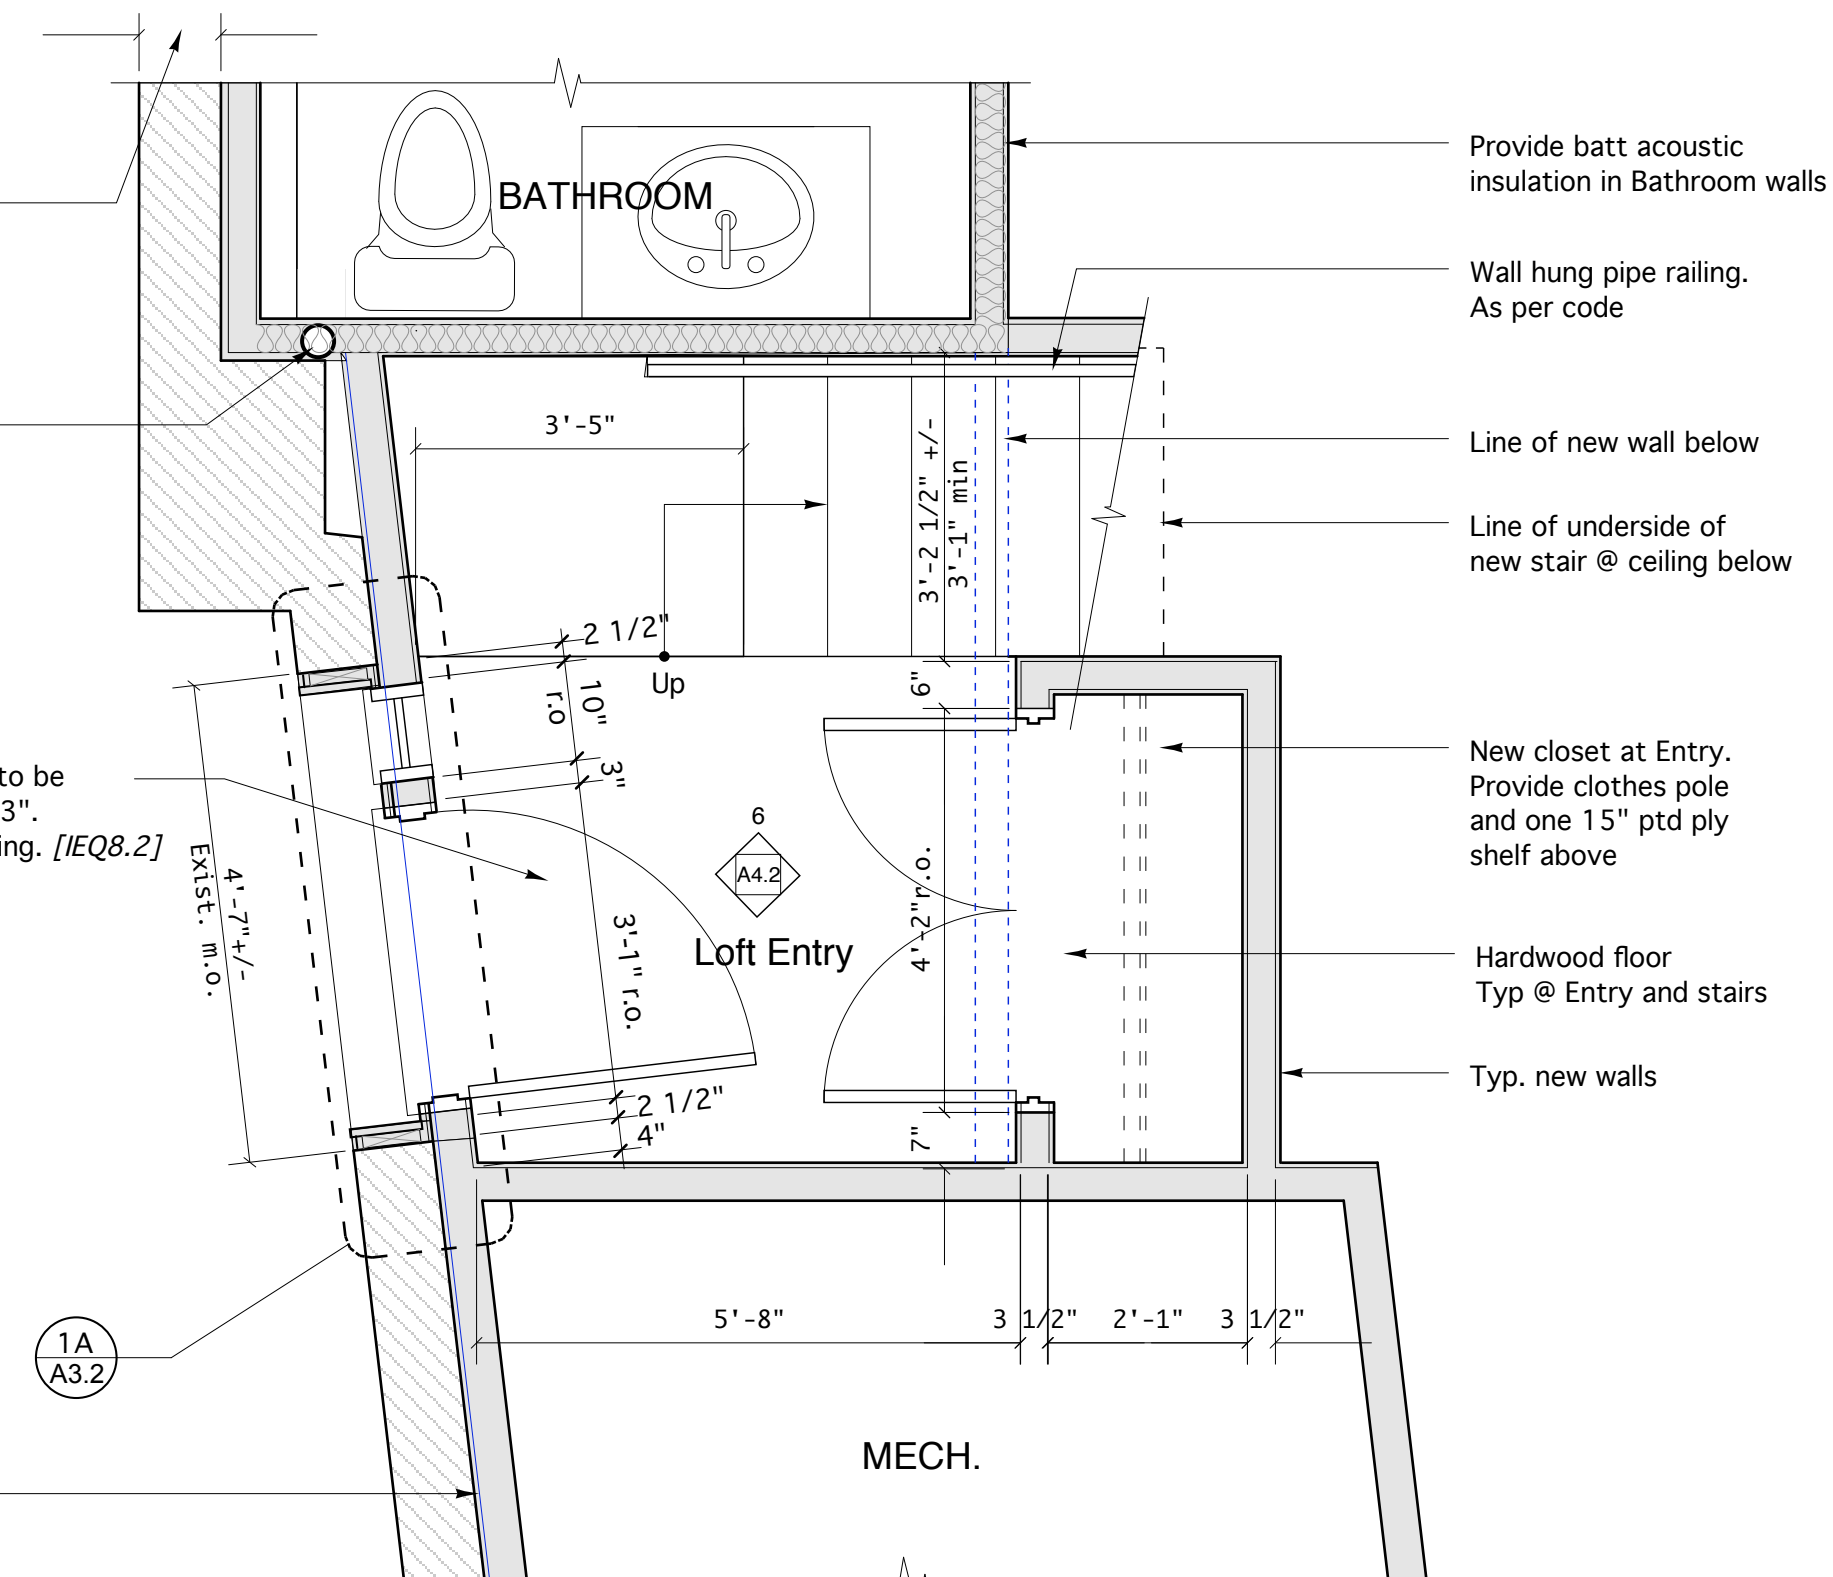 BATHROOM
Provide batt acoustic
insulation in Bathroom walls
Wall hung pipe railing.
As per code
3'-5"
3'-2 1/2" +/-
3'-1" min
Line of new wall below
Line of underside of
new stair @ ceiling below
2 1/2"
Up
10"
r.o
6"
3"
to be
3".
ing. [IEQ8.2]
New closet at Entry.
Provide clothes pole
and one 15" ptd ply
shelf above
6
A4.2
Loft Entry
4'-7"+/-
Exist. m.o.
3'-1" r.o.
4'-2"r.o.
Hardwood floor
Typ @ Entry and stairs
Typ. new walls
2 1/2"
4"
7"
5'-8"
3 1/2"
2'-1"
3 1/2"
1A
A3.2
MECH.